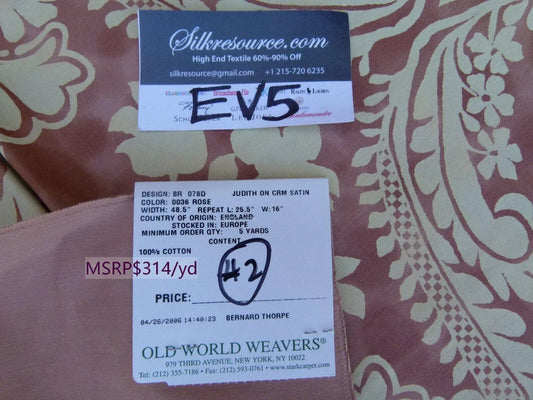 Silkresource.com
High End Textile 60%-90% Off
silkresource@gmail.com +1 215-720 6235
RALPH LAUREN
EV5
DESIGN: BR 078D JUDITH ON CRM SATIN
COLOR: 0036 ROSE
WIDTH: 48.5" REPEAT L: 25.5" W: 16"
COUNTRY OF ORIGIN: ENGLAND
STOCKED IN: EUROPE
MINIMUM ORDER QTY: 5 YARDS
CONTENT
100% COTTON
MSRP$314/yd
#2
PRICE:
04/26/2006 14:40:23 BERNARD THORPE
OLD WORLD WEAVERS®
979 THIRD AVENUE, NEW YORK, NY 10022
Tel: (212) 355-7186 • Fax: (212) 593-0761 • www.starkcarpet.com